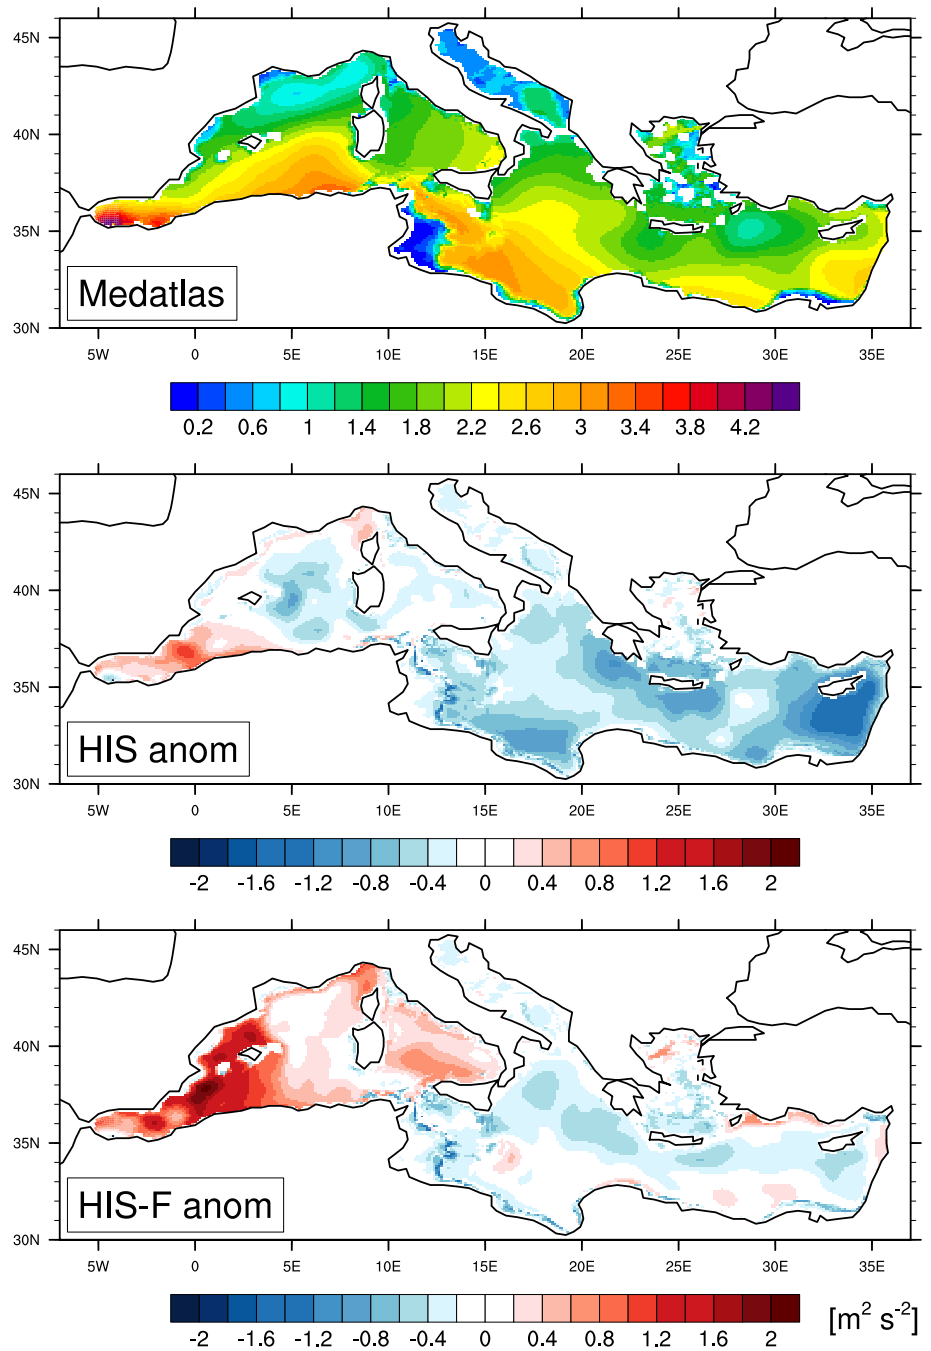 45N
40N
35N
30N
Medatlas
5W 0 5E 10E 15E 20E 25E 30E 35E
0.2 0.6 1 1.4 1.8 2.2 2.6 3 3.4 3.8 4.2
45N
40N
35N
30N
HIS anom
5W 0 5E 10E 15E 20E 25E 30E 35E
-2 -1.6 -1.2 -0.8 -0.4 0 0.4 0.8 1.2 1.6 2
45N
40N
35N
30N
HIS-F anom
5W 0 5E 10E 15E 20E 25E 30E 35E
-2 -1.6 -1.2 -0.8 -0.4 0 0.4 0.8 1.2 1.6 2
[m² s⁻²]